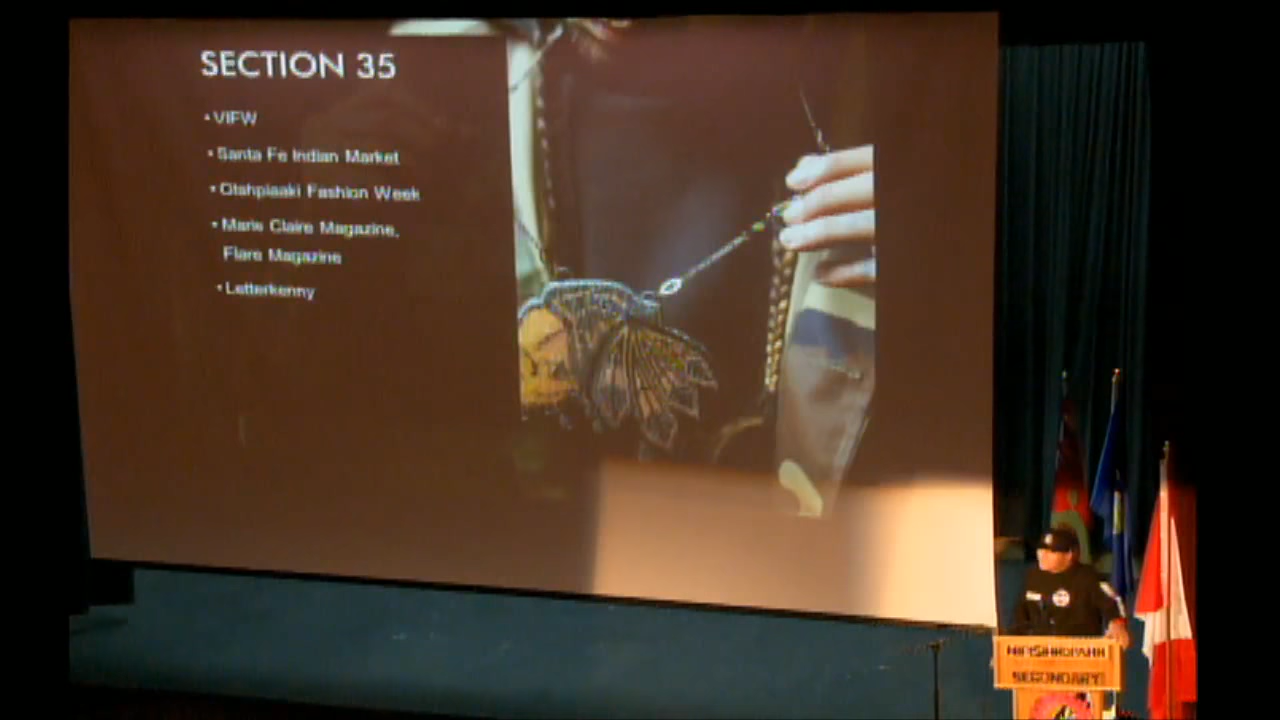 SECTION 35
• VIFW
• Santa Fe Indian Market
• Otahpiaaki Fashion Week
• Marie Claire Magazine,
Flare Magazine
• Letterkenny
SECONDARY